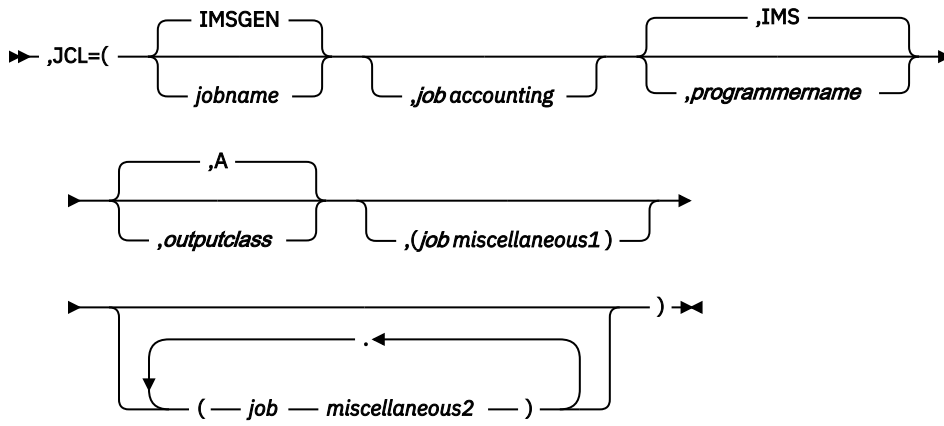 IMSGEN ,IMS
,JCL=(
jobname ,job accounting ,programmername
,A
,outputclass ,(job miscellaneous1 )
)
.
( job miscellaneous2 )